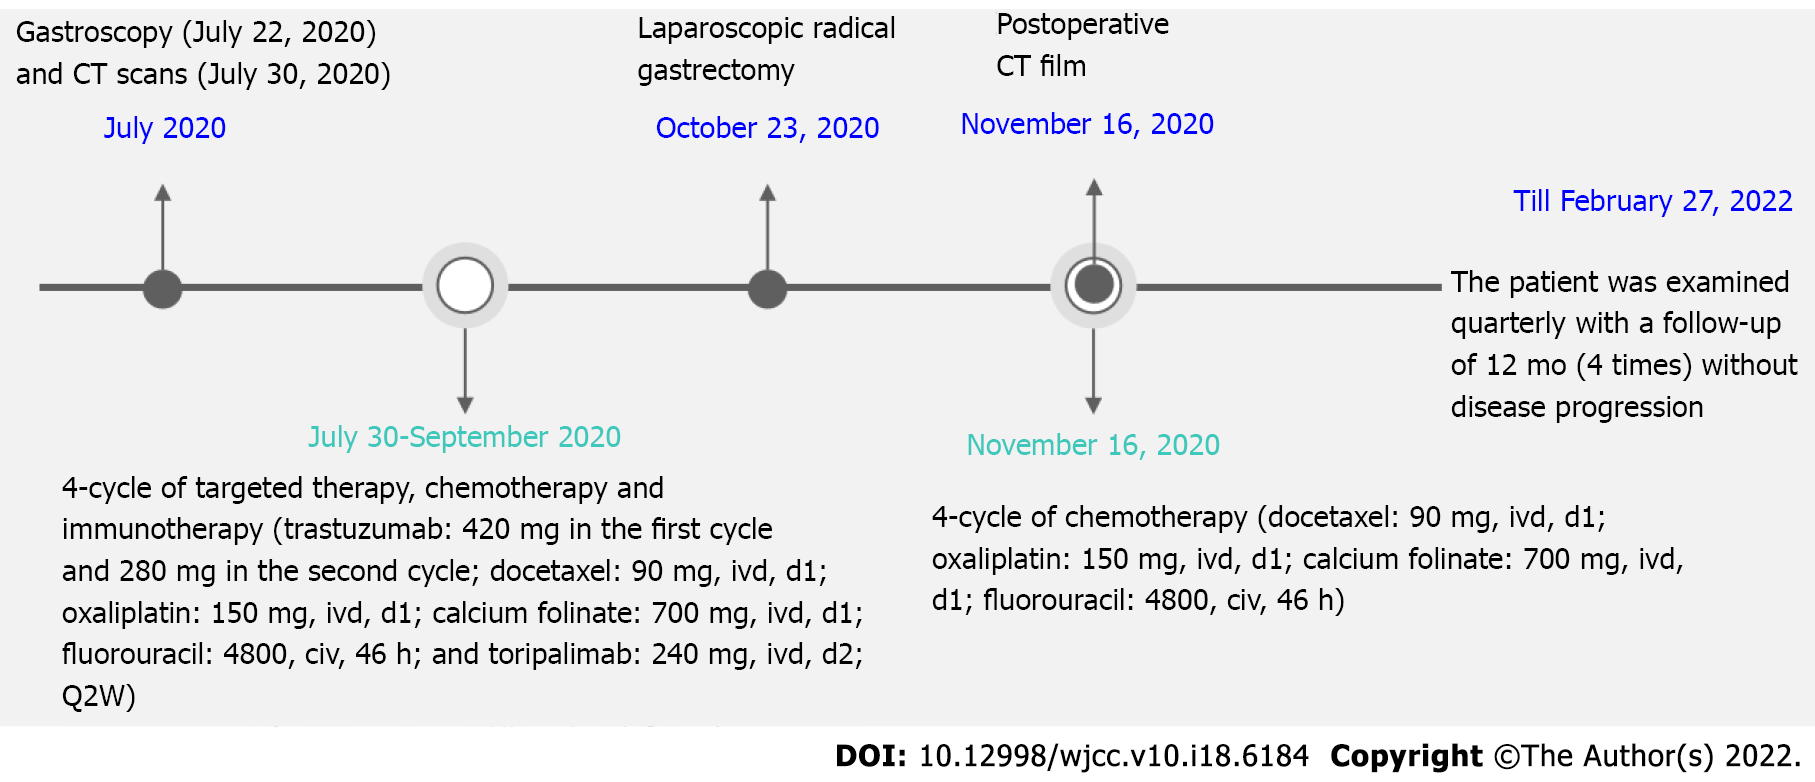 Gastroscopy (July 22, 2020)
and CT scans (July 30, 2020)
July 2020
Laparoscopic radical
gastrectomy
October 23, 2020
Postoperative
CT film
November 16, 2020
Till February 27, 2022
The patient was examined
quarterly with a follow-up
of 12 mo (4 times) without
disease progression
July 30-September 2020
4-cycle of targeted therapy, chemotherapy and
immunotherapy (trastuzumab: 420 mg in the first cycle
and 280 mg in the second cycle; docetaxel: 90 mg, ivd, d1;
oxaliplatin: 150 mg, ivd, d1; calcium folinate: 700 mg, ivd, d1;
fluorouracil: 4800, civ, 46 h; and toripalimab: 240 mg, ivd, d2;
Q2W)
November 16, 2020
4-cycle of chemotherapy (docetaxel: 90 mg, ivd, d1;
oxaliplatin: 150 mg, ivd, d1; calcium folinate: 700 mg, ivd,
d1; fluorouracil: 4800, civ, 46 h)
DOI: 10.12998/wjcc.v10.i18.6184 Copyright ©The Author(s) 2022.